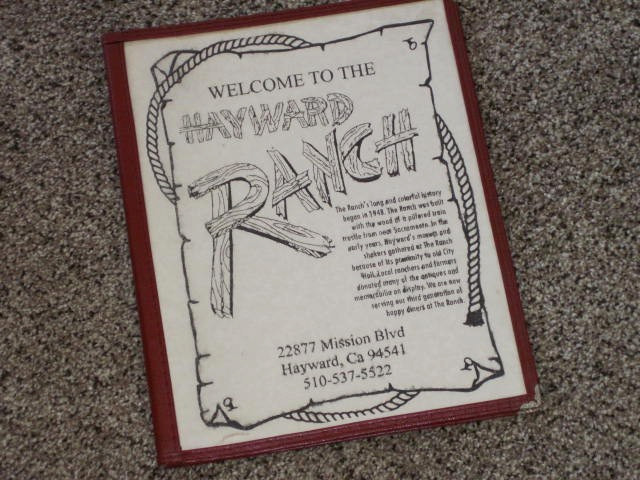 WELCOME TO THE
HAYWARD
RANCH
The Ranch's long and colorful history
began in 1948. The Ranch was built
with the wood of a pilfered train
trestle from near Sacramento. In the
early years, Hayward's movers and
shakers gathered at The Ranch
because of its proximity to old City
Hall. Local ranchers and farmers
donated many of the antiques and
memorabilia on display. We are now
serving our third generation of
happy diners at The Ranch.
22877 Mission Blvd
Hayward, Ca 94541
510-537-5522